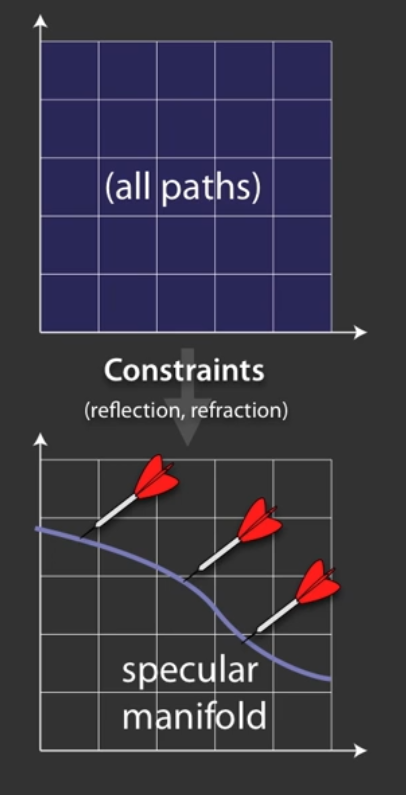 (all paths)
Constraints
(reflection, refraction)
specular
manifold